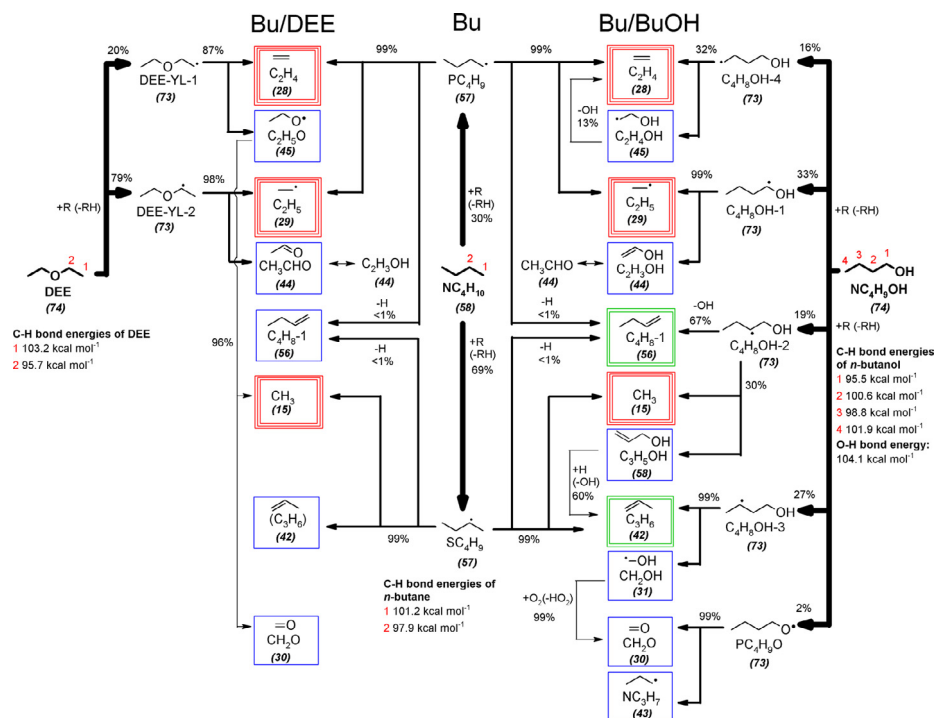 Bu/DEE
Bu
Bu/BuOH
20%
DEE-YL-1
(73)
87%
C2H4
(28)
99%
PC4H9
(57)
99%
C2H4
(28)
32%
OH
C4H8OH-4
(73)
16%
O•
C2H5O
(45)
-OH
13%
OH
C2H4OH
(45)
79%
DEE-YL-2
(73)
98%
C2H5
(29)
+R
(-RH)
30%
C2H5
(29)
99%
OH
C4H8OH-1
(73)
33%
+R (-RH)
+R (-RH)
O
2
1
DEE
(74)
O
CH3CHO
(44)
C2H3OH
(44)
2
1
NC4H10
(58)
CH3CHO
(44)
OH
C2H3OH
(44)
4
3
2
1
OH
NC4H9OH
(74)
C-H bond energies of DEE
1 103.2 kcal mol-1
2 95.7 kcal mol-1
96%
C4H8-1
(56)
-H
<1%
-H
<1%
+R
(-RH)
69%
-H
<1%
-H
<1%
C4H8-1
(56)
-OH
67%
OH
C4H8OH-2
(73)
19%
+R (-RH)
C-H bond energies
of n-butanol
1 95.5 kcal mol-1
2 100.6 kcal mol-1
3 98.8 kcal mol-1
4 101.9 kcal mol-1
O-H bond energy:
104.1 kcal mol-1
CH3
(15)
CH3
(15)
30%
OH
C3H5OH
(58)
+H
(-OH)
60%
(C3H6)
(42)
99%
SC4H9
(57)
99%
C3H6
(42)
99%
OH
C4H8OH-3
(73)
27%
C-H bond energies of
n-butane
1 101.2 kcal mol-1
2 97.9 kcal mol-1
•—OH
CH2OH
(31)
+O2(-HO2)
99%
=O
CH2O
(30)
=O
CH2O
(30)
99%
O•
PC4H9O
(73)
2%
NC3H7
(43)